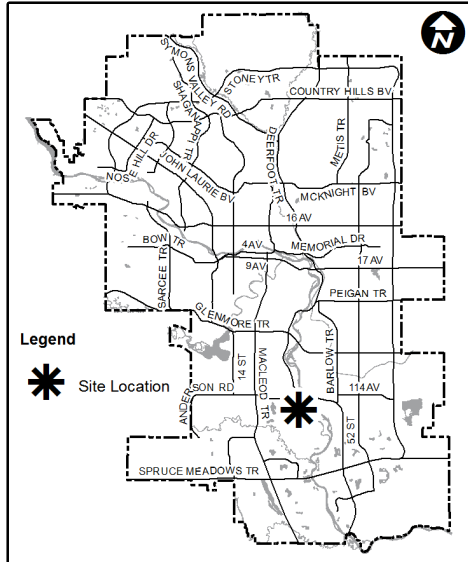 N
SYMONS VALLEY RD
STONEY TR
COUNTRY HILLS BV
SHAGANAPPI TR
METIS TR
DEERFOOT TR
NOSE HILL DR
JOHN LAURIE BV
MCKNIGHT BV
16 AV
BOW TR
4 AV
MEMORIAL DR
9 AV
17 AV
SARCEE TR
PEIGAN TR
GLENMORE TR
Legend
Site Location
14 ST
MACLEOD TR
BARLOW TR
114 AV
ANDERSON RD
52 ST
SPRUCE MEADOWS TR